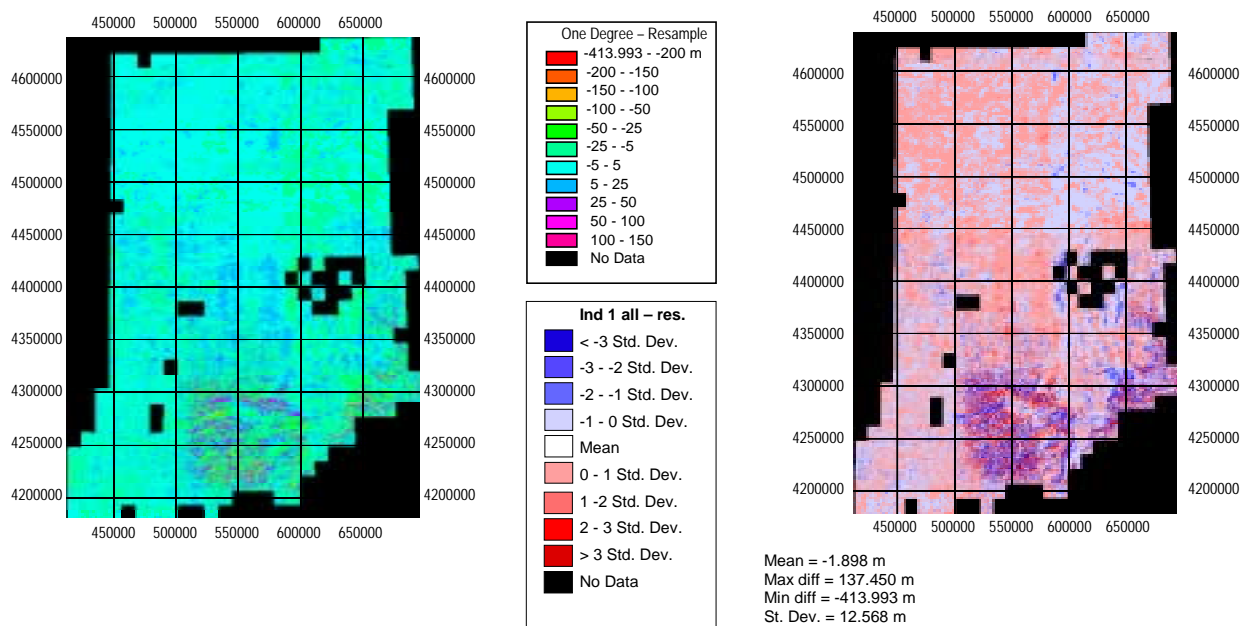 450000 500000 550000 600000 650000
4600000 4600000
4550000 4550000
4500000 4500000
4450000 4450000
4400000 4400000
4350000 4350000
4300000 4300000
4250000 4250000
4200000 4200000
450000 500000 550000 600000 650000
One Degree – Resample
-413.993 - -200 m
-200 - -150
-150 - -100
-100 - -50
-50 - -25
-25 - -5
-5 - 5
5 - 25
25 - 50
50 - 100
100 - 150
No Data
Ind 1 all – res.
< -3 Std. Dev.
-3 - -2 Std. Dev.
-2 - -1 Std. Dev.
-1 - 0 Std. Dev.
Mean
0 - 1 Std. Dev.
1 -2 Std. Dev.
2 - 3 Std. Dev.
> 3 Std. Dev.
No Data
450000 500000 550000 600000 650000
4600000 4600000
4550000 4550000
4500000 4500000
4450000 4450000
4400000 4400000
4350000 4350000
4300000 4300000
4250000 4250000
4200000 4200000
450000 500000 550000 600000 650000
Mean = -1.898 m
Max diff = 137.450 m
Min diff = -413.993 m
St. Dev. = 12.568 m